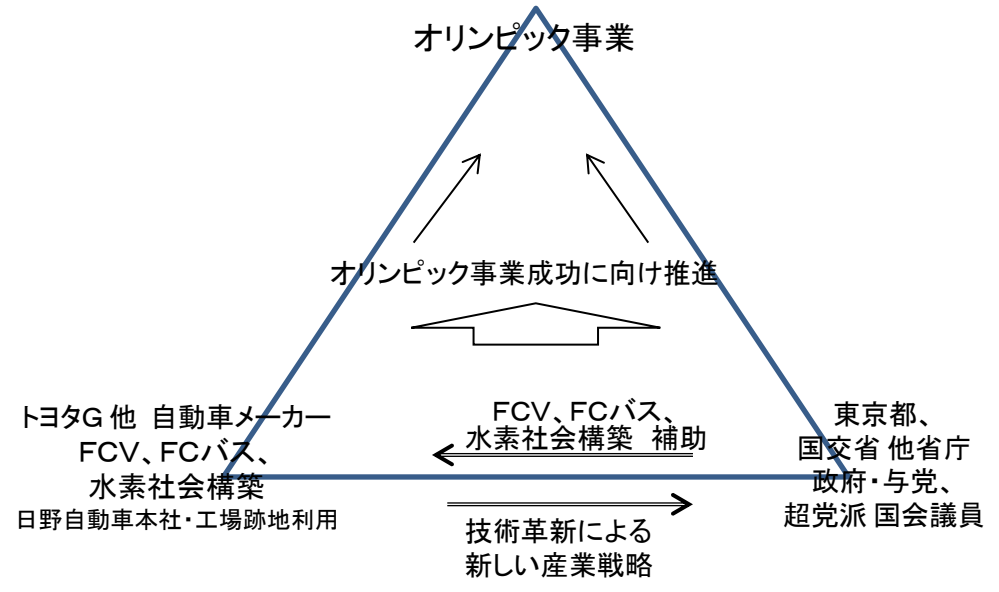 オリンピック事業
オリンピック事業成功に向け推進
トヨタG 他 自動車メーカー
FCV、FCバス、
水素社会構築
日野自動車本社・工場跡地利用
FCV、FCバス、
水素社会構築 補助
技術革新による
新しい産業戦略
東京都、
国交省 他省庁
政府・与党、
超党派 国会議員